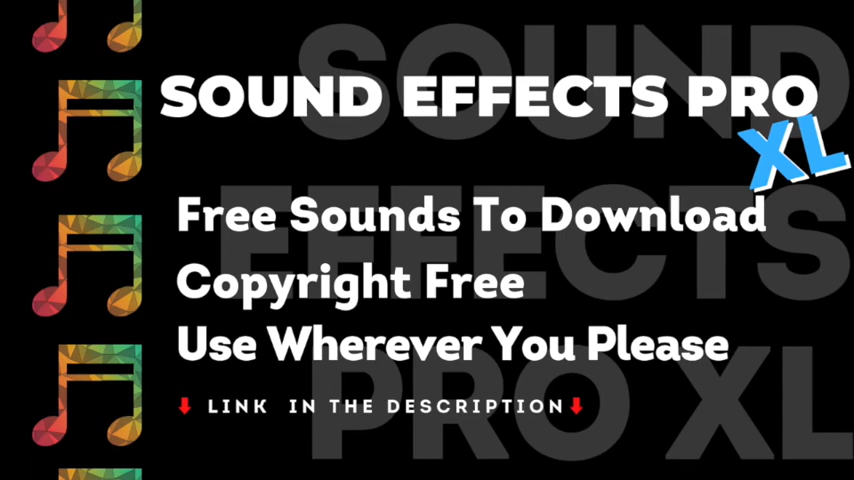 SOUND EFFECTS PRO
XL
Free Sounds To Download
Copyright Free
Use Wherever You Please
LINK IN THE DESCRIPTION
SOUND
EFFECTS
PRO XL